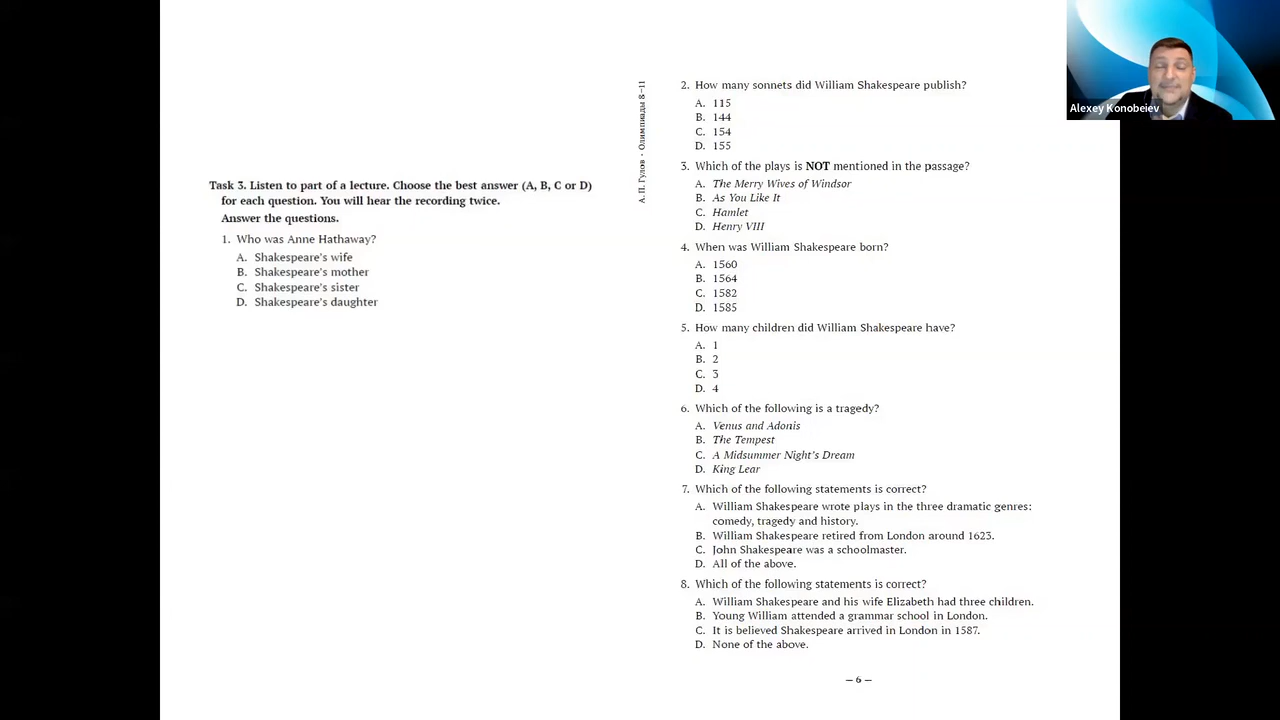 Task 3. Listen to part of a lecture. Choose the best answer (A, B, C or D)
for each question. You will hear the recording twice.
Answer the questions.
1. Who was Anne Hathaway?
A. Shakespeare's wife
B. Shakespeare's mother
C. Shakespeare's sister
D. Shakespeare's daughter
А. П. Гулов • Олимпиады 8–11
2. How many sonnets did William Shakespeare publish?
A. 115
B. 144
C. 154
D. 155
3. Which of the plays is NOT mentioned in the passage?
A. The Merry Wives of Windsor
B. As You Like It
C. Hamlet
D. Henry VIII
4. When was William Shakespeare born?
A. 1560
B. 1564
C. 1582
D. 1585
5. How many children did William Shakespeare have?
A. 1
B. 2
C. 3
D. 4
6. Which of the following is a tragedy?
A. Venus and Adonis
B. The Tempest
C. A Midsummer Night's Dream
D. King Lear
7. Which of the following statements is correct?
A. William Shakespeare wrote plays in the three dramatic genres:
comedy, tragedy and history.
B. William Shakespeare retired from London around 1623.
C. John Shakespeare was a schoolmaster.
D. All of the above.
8. Which of the following statements is correct?
A. William Shakespeare and his wife Elizabeth had three children.
B. Young William attended a grammar school in London.
C. It is believed Shakespeare arrived in London in 1587.
D. None of the above.
— 6 —
Alexey Konobeiev